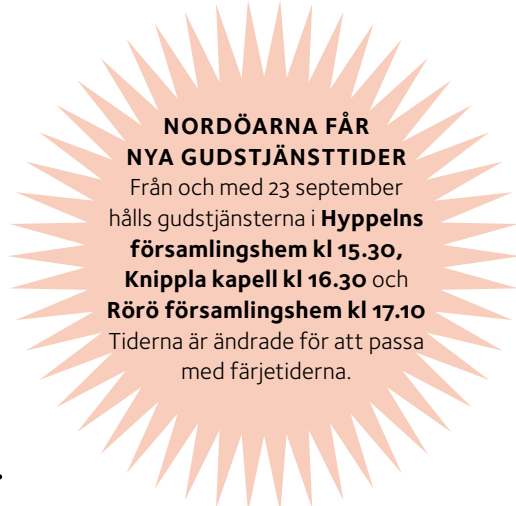 NORDÖARNA FÅR
NYA GUDSTJÄNSTTIDER
Från och med 23 september
hålls gudstjänsterna i Hyppelns
församlingshem kl 15.30,
Knippla kapell kl 16.30 och
Rörö församlingshem kl 17.10
Tiderna är ändrade för att passa
med färjetiderna.
.